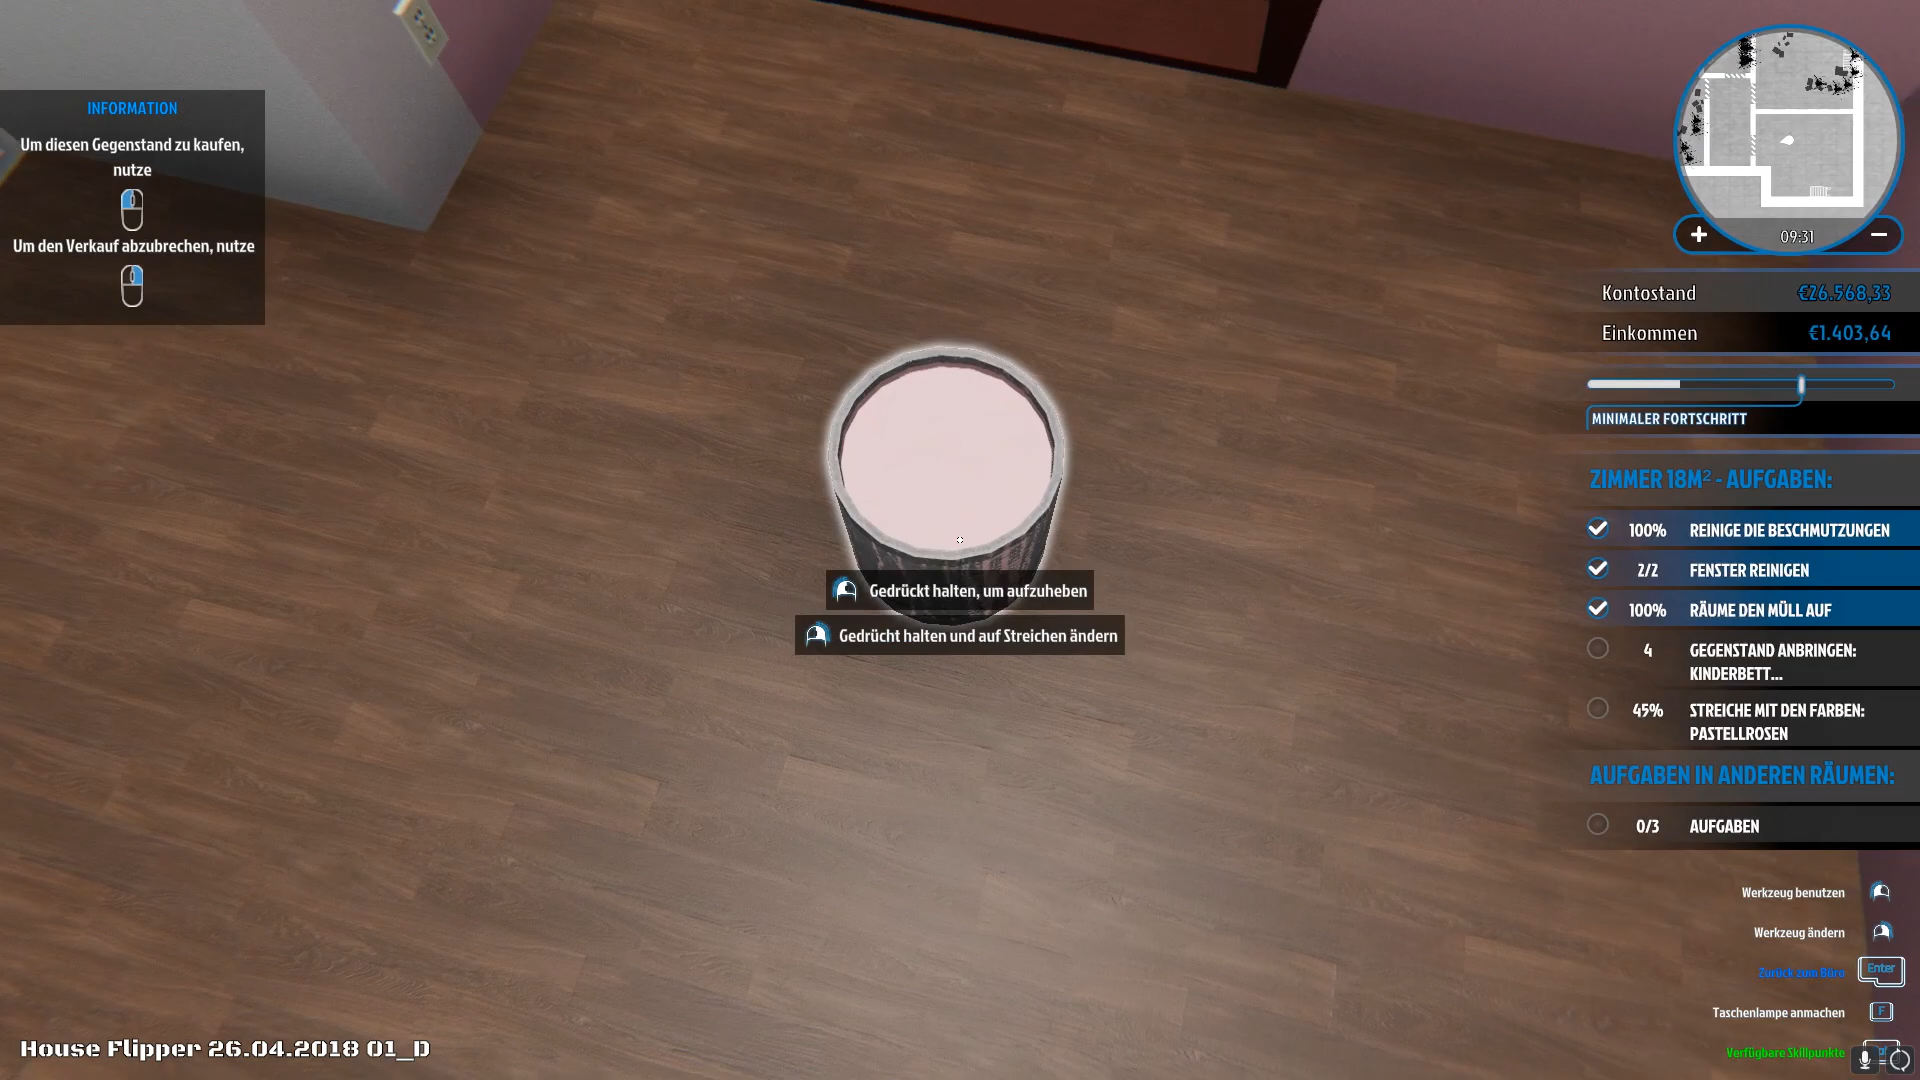 INFORMATION
Um diesen Gegenstand zu kaufen,
nutze
Um den Verkauf abzubrechen, nutze
09:31
Kontostand €26.568,33
Einkommen €1.403,64
MINIMALER FORTSCHRITT
ZIMMER 18M² - AUFGABEN:
100% REINIGE DIE BESCHMUTZUNGEN
2/2 FENSTER REINIGEN
100% RÄUME DEN MÜLL AUF
4 GEGENSTAND ANBRINGEN:
KINDERBETT...
45% STREICHE MIT DEN FARBEN:
PASTELLROSEN
AUFGABEN IN ANDEREN RÄUMEN:
0/3 AUFGABEN
Gedrückt halten, um aufzuheben
Gedrücht halten und auf Streichen ändern
Werkzeug benutzen
Werkzeug ändern
Zurück zum Büro Enter
Taschenlampe anmachen F
Verfügbare Skillpunkte
House Flipper 26.04.2018 01_D